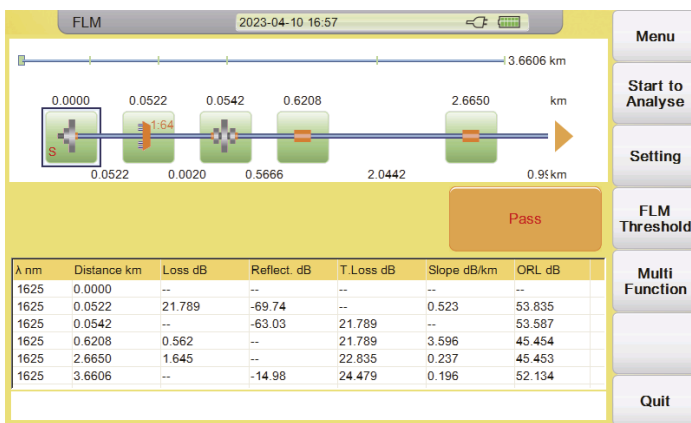 FLM 2023-04-10 16:57
3.6606 km
0.0000 0.0522 0.0542 0.6208 2.6650 km
1:64
S
0.0522 0.0020 0.5666 2.0442 0.99 km
Pass
λ nm Distance km Loss dB Reflect. dB T.Loss dB Slope dB/km ORL dB
1625 0.0000 -- -- -- -- --
1625 0.0522 21.789 -69.74 -- 0.523 53.835
1625 0.0542 -- -63.03 21.789 -- 53.587
1625 0.6208 0.562 -- 21.789 3.596 45.454
1625 2.6650 1.645 -- 22.835 0.237 45.453
1625 3.6606 -- -14.98 24.479 0.196 52.134
Menu
Start to
Analyse
Setting
FLM
Threshold
Multi
Function
Quit